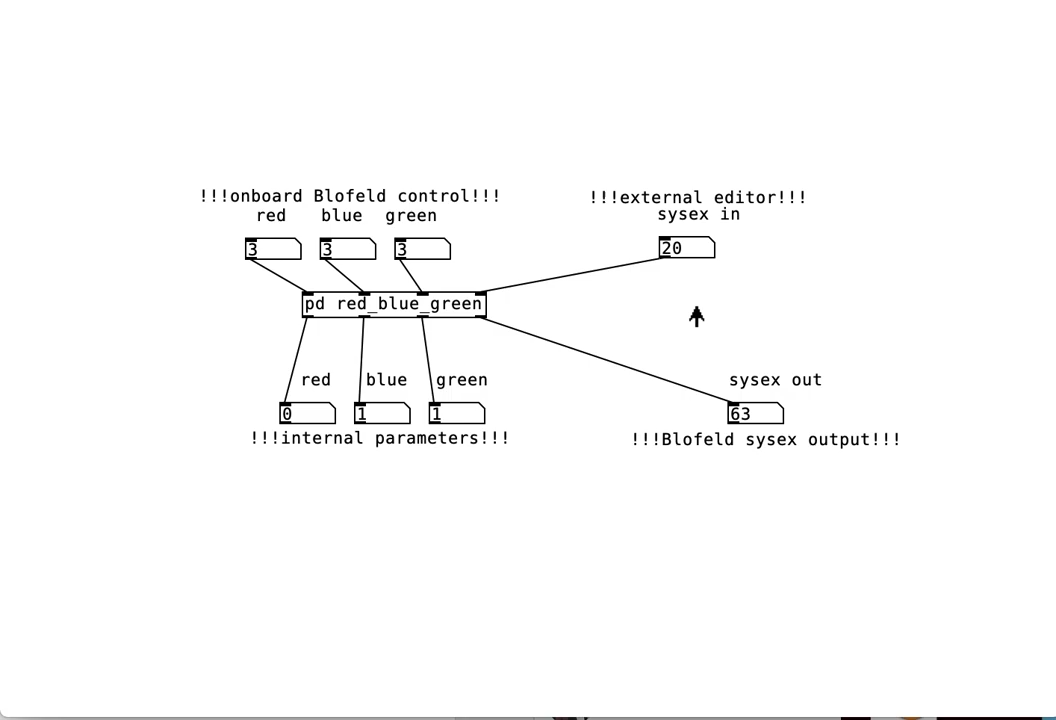 !!!onboard Blofeld control!!!
red blue green
3 3 3
!!!external editor!!!
sysex in
20
pd red_blue_green
red blue green
0 1 1
!!!internal parameters!!!
sysex out
63
!!!Blofeld sysex output!!!